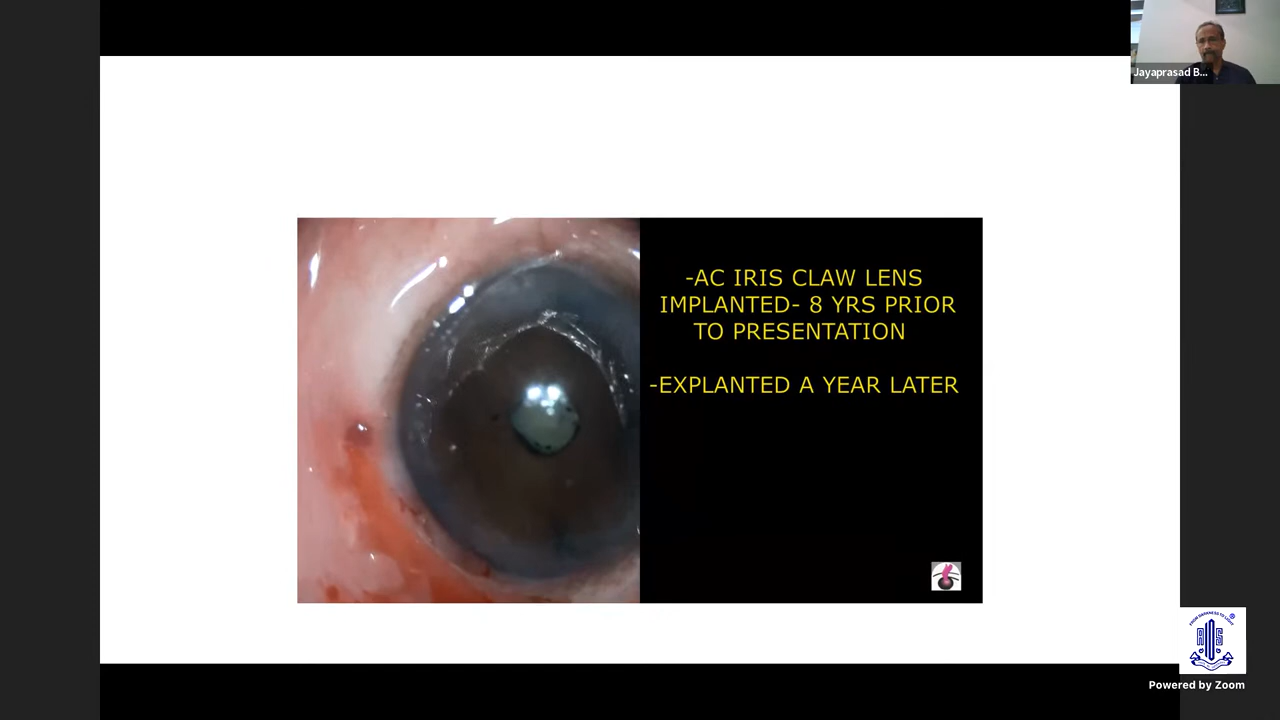 Jayaprasad B...
-AC IRIS CLAW LENS
IMPLANTED- 8 YRS PRIOR
TO PRESENTATION
-EXPLANTED A YEAR LATER
Powered by Zoom